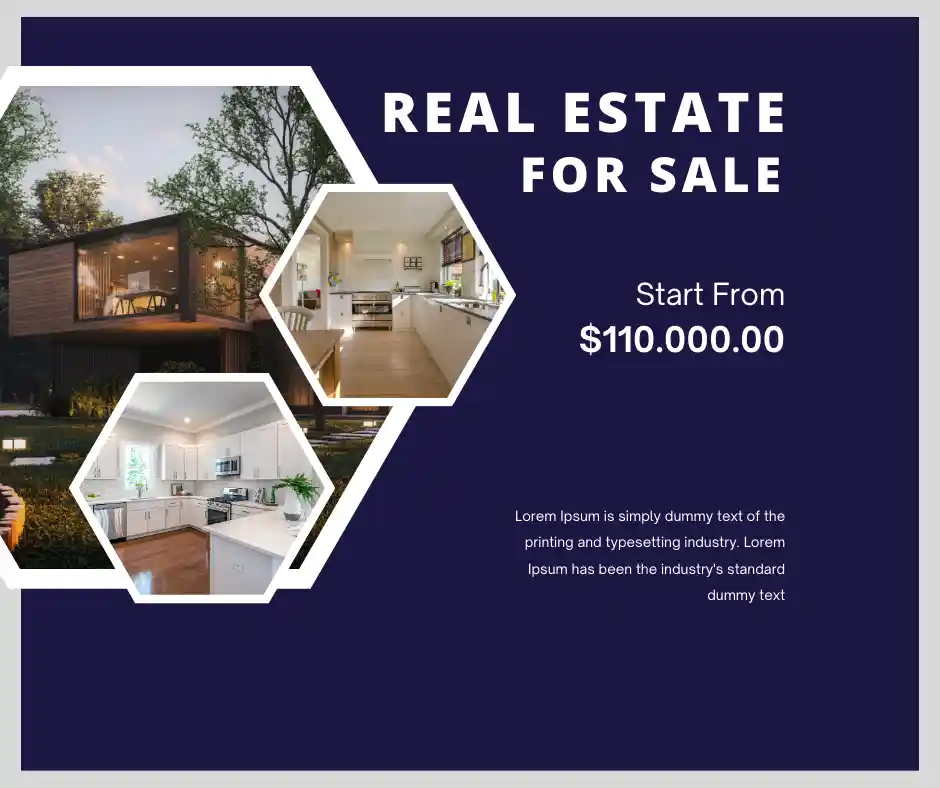 REAL ESTATE
FOR SALE
Start From
$110.000.00
Lorem Ipsum is simply dummy text of the
printing and typesetting industry. Lorem
Ipsum has been the industry's standard
dummy text